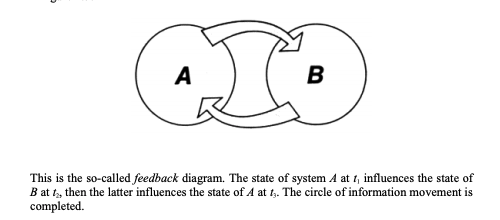 A
B
This is the so-called feedback diagram. The state of system A at t₁ influences the state of
B at t₂, then the latter influences the state of A at t₃. The circle of information movement is
completed.